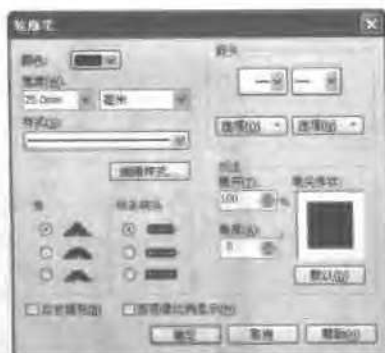 轮廓笔
颜色:
箭头
宽度(W):
毫米
样式(S):
选项(O) 选项(N)
编辑样式...
书法
展开(T): 笔尖形状:
100 %
角 线条端头
角度(A):
默认(D)
后台填充(B) 按图像比例显示(M)
确定 取消 帮助(H)